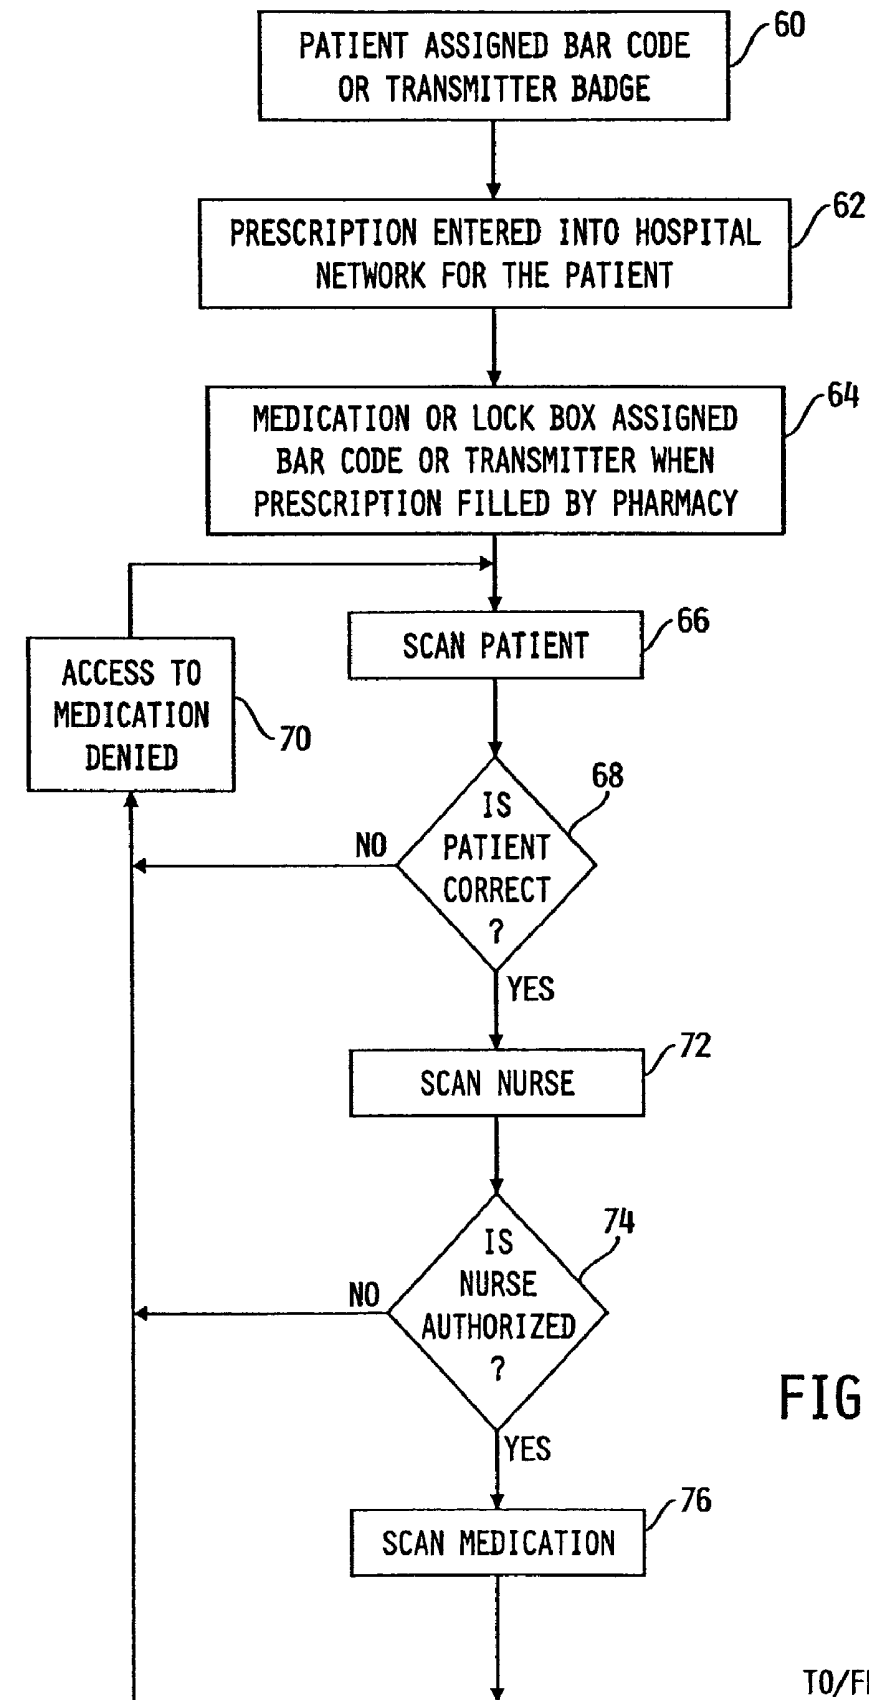 PATIENT ASSIGNED BAR CODE
OR TRANSMITTER BADGE
60
PRESCRIPTION ENTERED INTO HOSPITAL
NETWORK FOR THE PATIENT
62
MEDICATION OR LOCK BOX ASSIGNED
BAR CODE OR TRANSMITTER WHEN
PRESCRIPTION FILLED BY PHARMACY
64
SCAN PATIENT
66
ACCESS TO
MEDICATION
DENIED
70
IS
PATIENT
CORRECT
?
68
NO
YES
SCAN NURSE
72
IS
NURSE
AUTHORIZED
?
74
NO
YES
FIG
SCAN MEDICATION
76